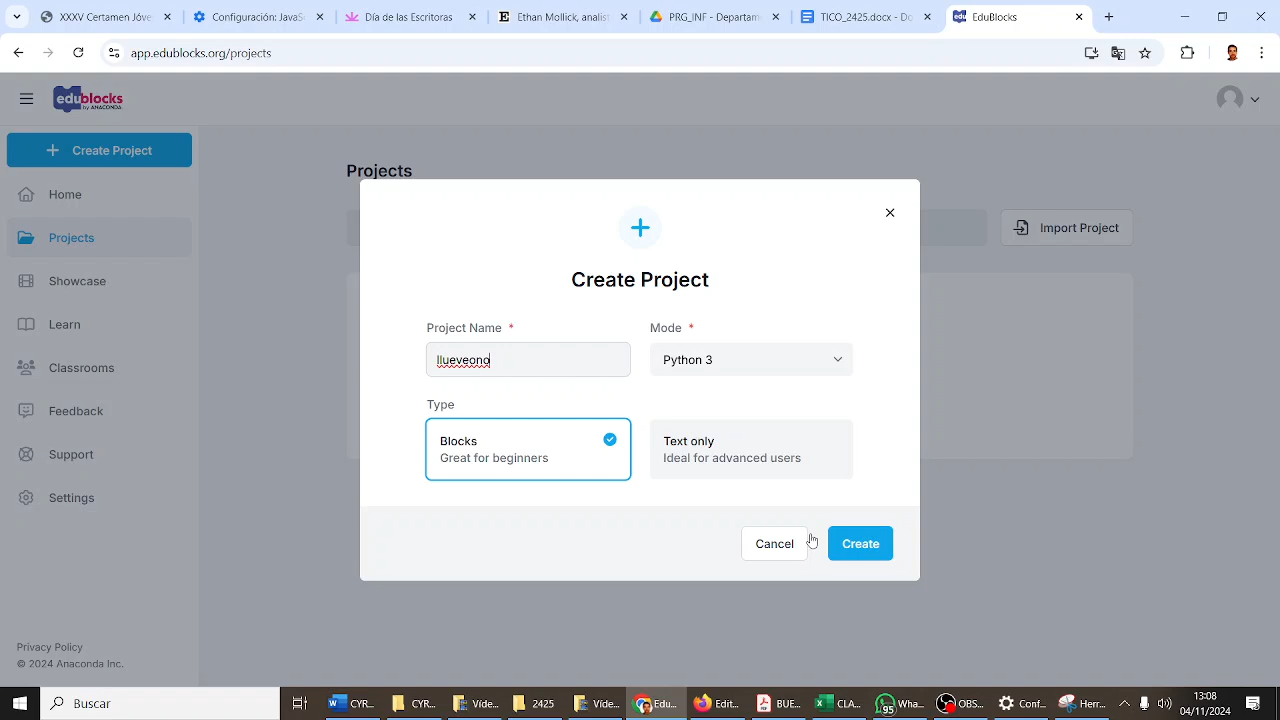 XXXV Certamen Jóve
Configuración: JavaS
Día de las Escritoras
Ethan Mollick, analis
PRG_INF - Departam
TICO_2425.docx - Do
EduBlocks
app.edublocks.org/projects
edublocks
by ANACONDA
Create Project
Home
Projects
Showcase
Learn
Classrooms
Feedback
Support
Settings
Privacy Policy
© 2024 Anaconda Inc.
Projects
Import Project
Create Project
Project Name *
Mode *
llueveono
Python 3
Type
Blocks
Great for beginners
Text only
Ideal for advanced users
Cancel
Create
Buscar
CYR...
CYR...
Vide...
2425
Vide...
Edu...
Edit...
BUE...
CLA...
95
Wha...
OBS...
Conf...
13:08
04/11/2024